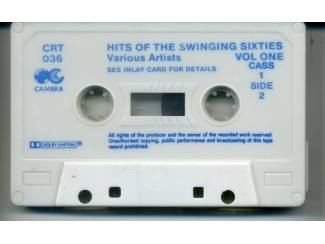 CRT
036
CAMBRA
HITS OF THE SWINGING SIXTIES
Various Artists
VOL ONE
SEE INLAY CARD FOR DETAILS
CASS
1
SIDE
2
DOLBY SYSTEM
All rights of the producer and the owner of the recorded work reserved
Unauthorised copying, public performance and broadcasting of this tape
record prohibited.